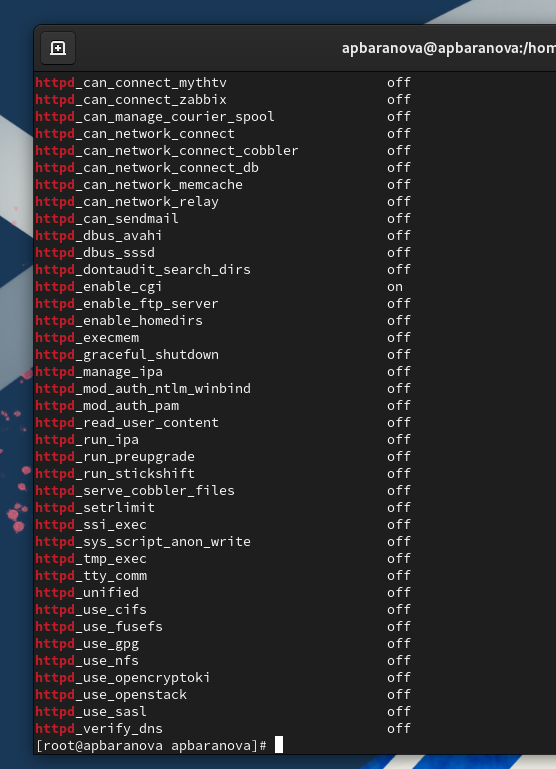 apbaranova@apbaranova:/hom
httpd_can_connect_mythtv off
httpd_can_connect_zabbix off
httpd_can_manage_courier_spool off
httpd_can_network_connect off
httpd_can_network_connect_cobbler off
httpd_can_network_connect_db off
httpd_can_network_memcache off
httpd_can_network_relay off
httpd_can_sendmail off
httpd_dbus_avahi off
httpd_dbus_sssd off
httpd_dontaudit_search_dirs off
httpd_enable_cgi on
httpd_enable_ftp_server off
httpd_enable_homedirs off
httpd_execmem off
httpd_graceful_shutdown off
httpd_manage_ipa off
httpd_mod_auth_ntlm_winbind off
httpd_mod_auth_pam off
httpd_read_user_content off
httpd_run_ipa off
httpd_run_preupgrade off
httpd_run_stickshift off
httpd_serve_cobbler_files off
httpd_setrlimit off
httpd_ssi_exec off
httpd_sys_script_anon_write off
httpd_tmp_exec off
httpd_tty_comm off
httpd_unified off
httpd_use_cifs off
httpd_use_fusefs off
httpd_use_gpg off
httpd_use_nfs off
httpd_use_opencryptoki off
httpd_use_openstack off
httpd_use_sasl off
httpd_verify_dns off
[root@apbaranova apbaranova]#